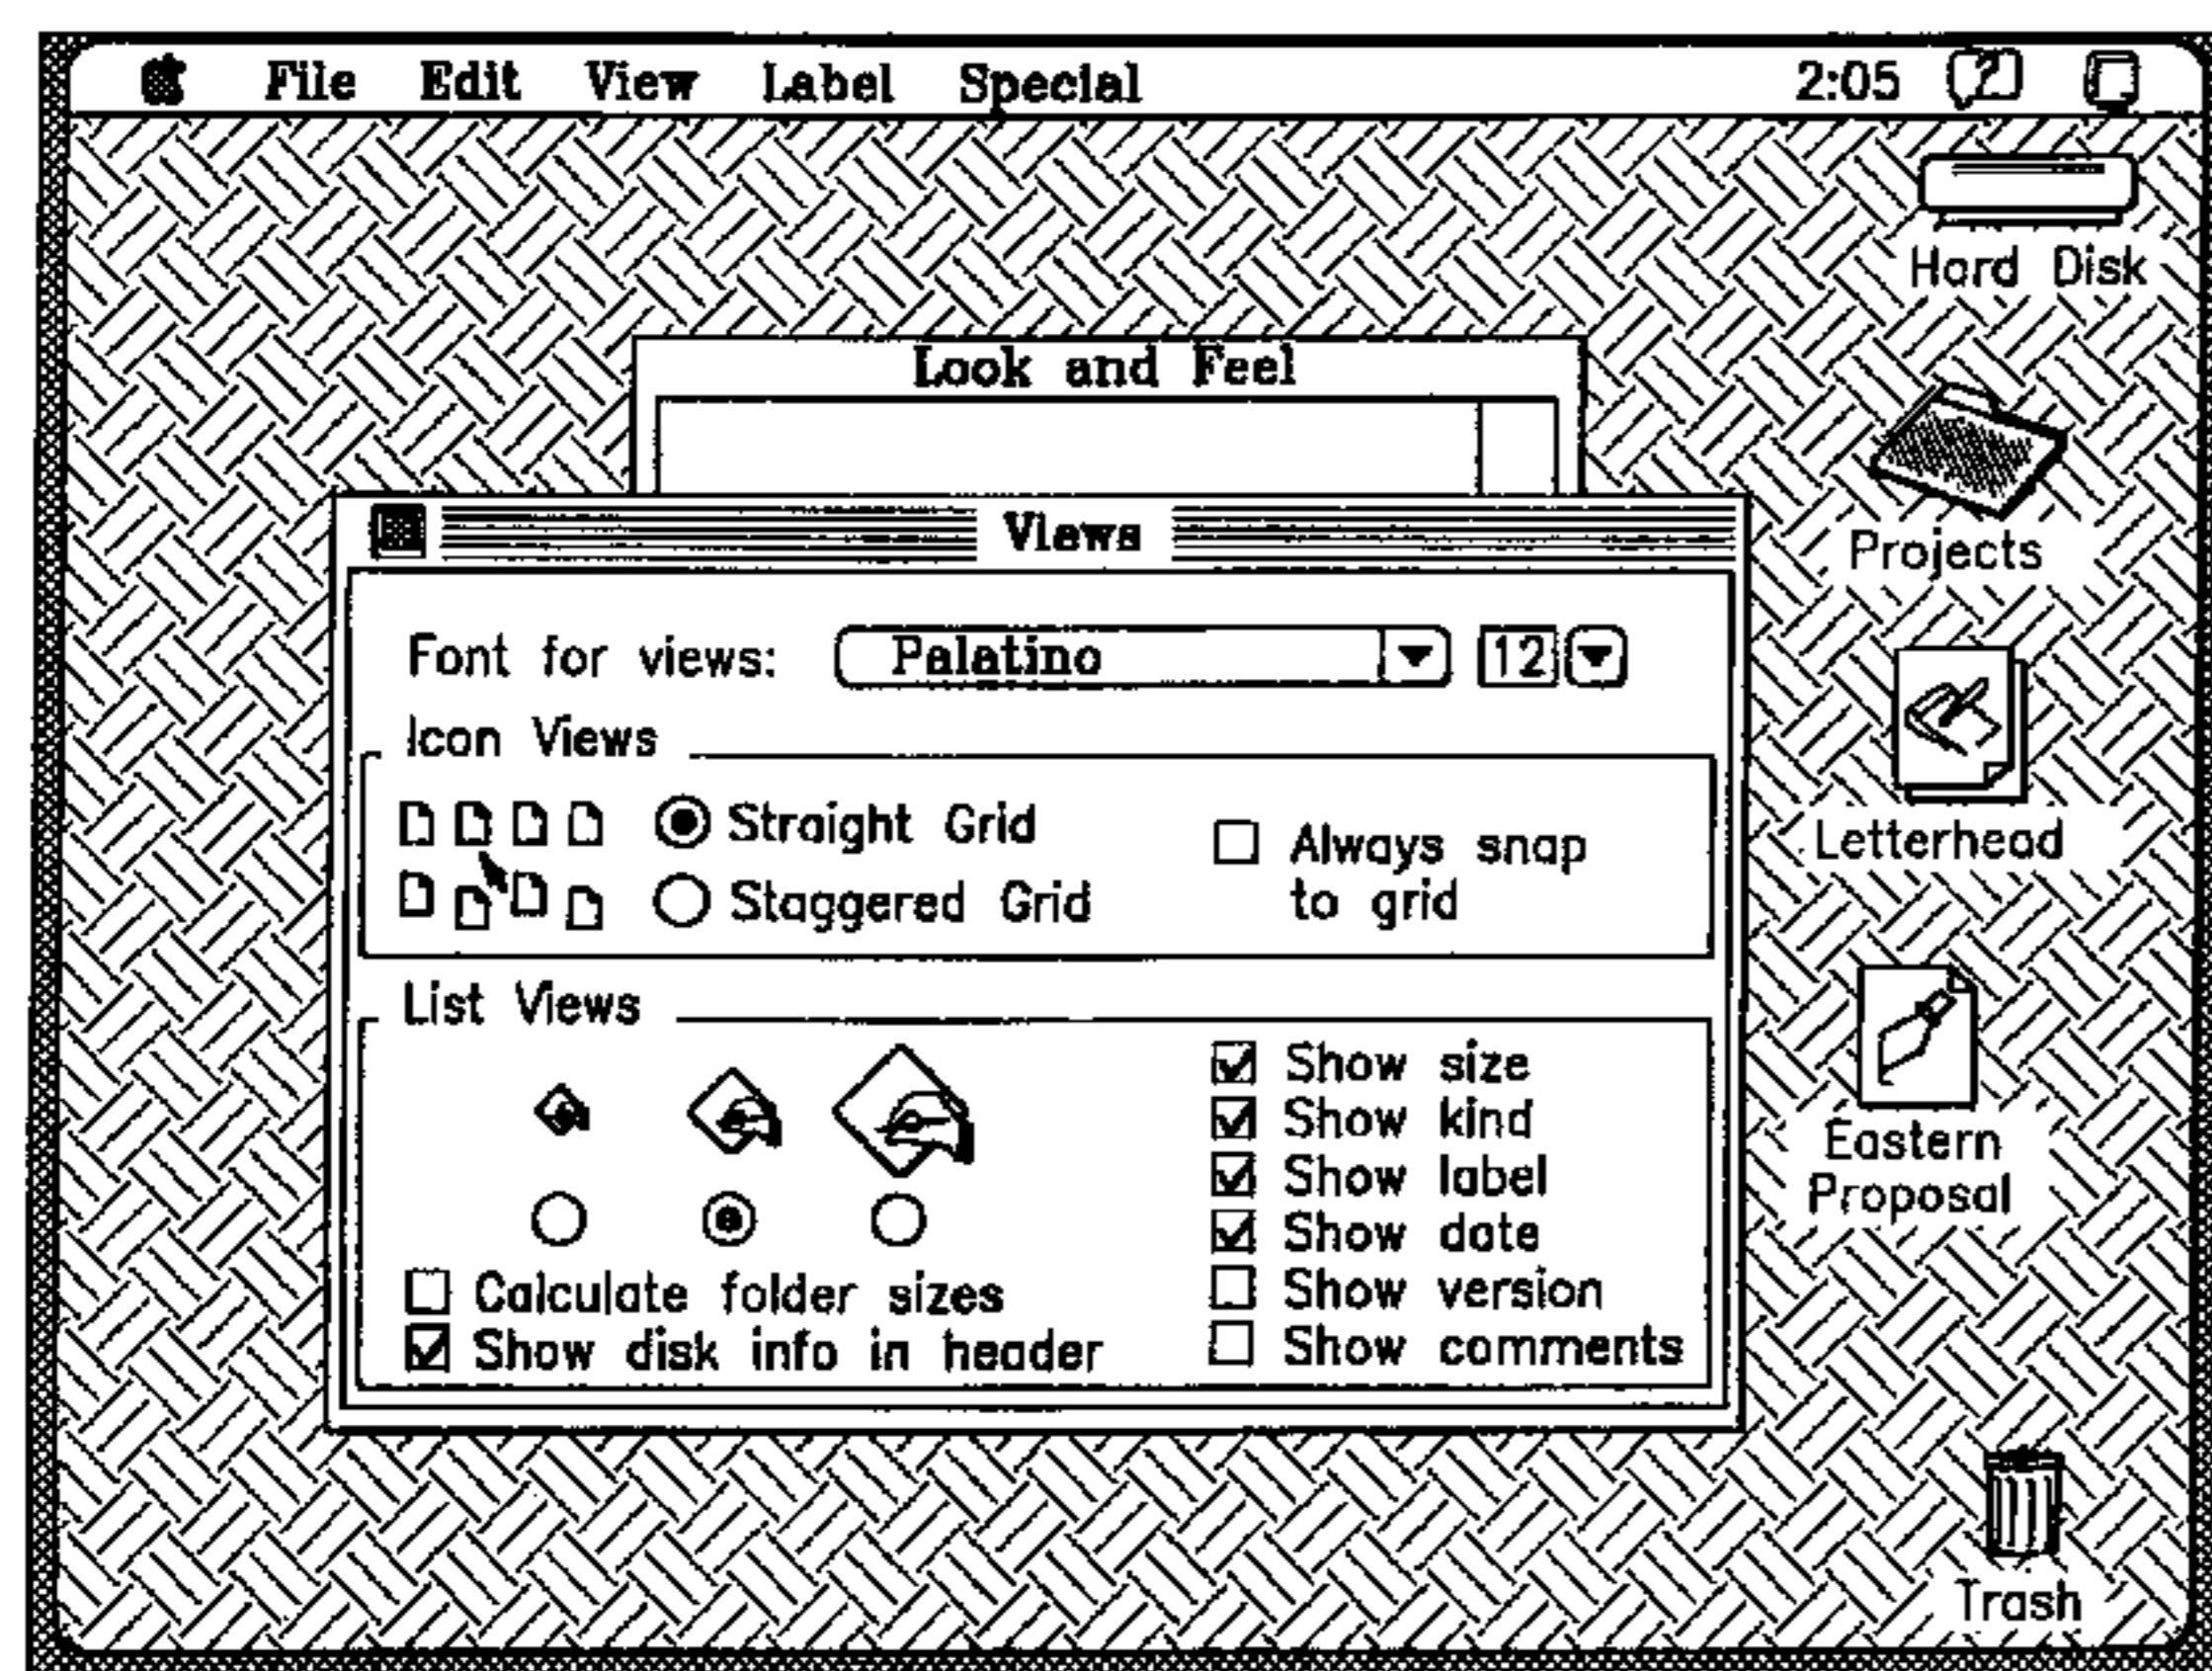 File Edit View Label Special 2:05
Hard Disk
Look and Feel
Projects
Views
Font for views: Palatino 12
Icon Views
Straight Grid
Staggered Grid
Always snap
to grid
Letterhead
List Views
Show size
Show kind
Show label
Show date
Show version
Show comments
Calculate folder sizes
Show disk info in header
Eastern
Proposal
Trash